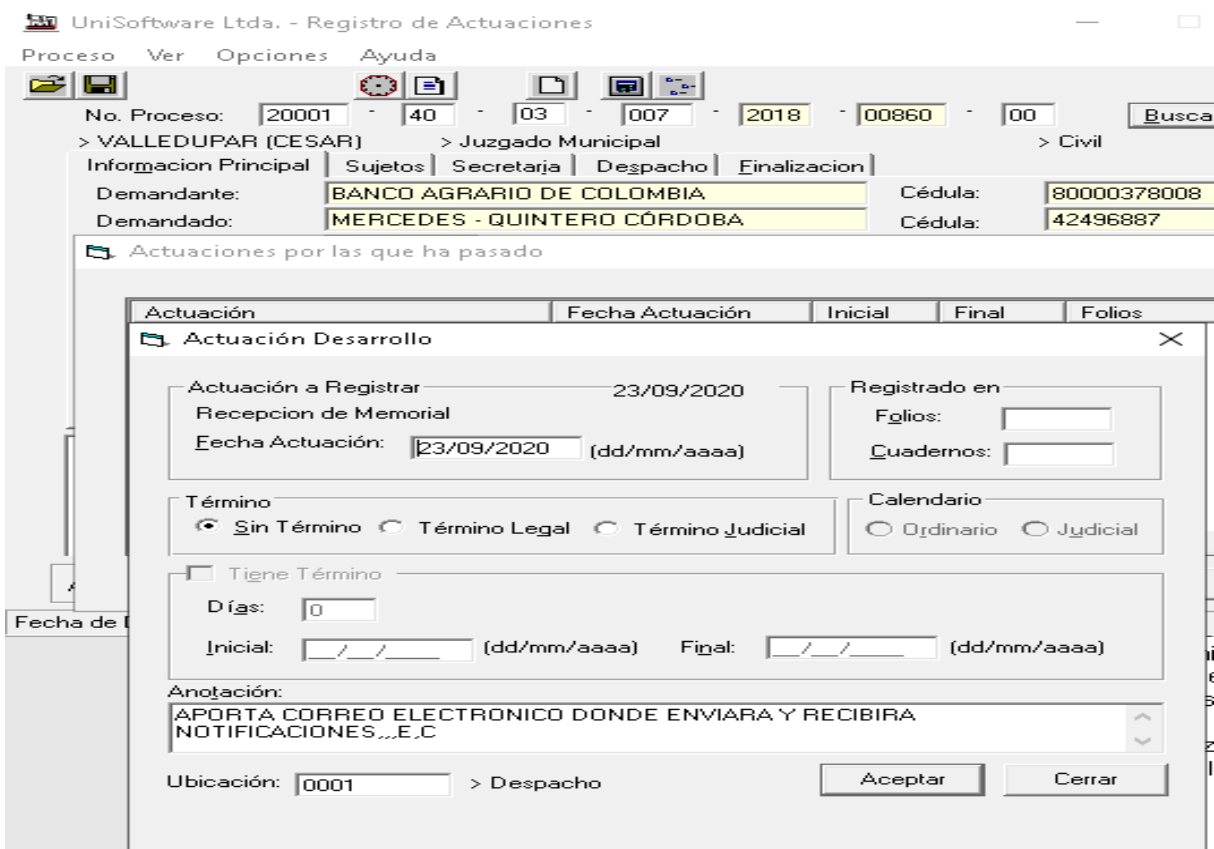 UniSoftware Ltda. - Registro de Actuaciones
Proceso Ver Opciones Ayuda
No. Proceso: 20001 - 40 - 03 - 007 - 2018 - 00860 - 00 Busca
> VALLEDUPAR (CESAR) > Juzgado Municipal > Civil
Informacion Principal Sujetos Secretaria Despacho Finalizacion
Demandante: BANCO AGRARIO DE COLOMBIA Cédula: 80000378008
Demandado: MERCEDES - QUINTERO CÓRDOBA Cédula: 42496887
Actuaciones por las que ha pasado
Actuación Fecha Actuación Inicial Final Folios
Actuación Desarrollo
Actuación a Registrar 23/09/2020 Registrado en
Recepcion de Memorial Folios:
Fecha Actuación: 23/09/2020 (dd/mm/aaaa) Cuadernos:
Término Calendario
Sin Término Término Legal Término Judicial Ordinario Judicial
Tiene Término
Días: 0
Fecha de
Inicial: __/__/____ (dd/mm/aaaa) Final: __/__/____ (dd/mm/aaaa)
Anotación:
APORTA CORREO ELECTRONICO DONDE ENVIARA Y RECIBIRA
NOTIFICACIONES,,,E,C
Ubicación: 0001 > Despacho Aceptar Cerrar